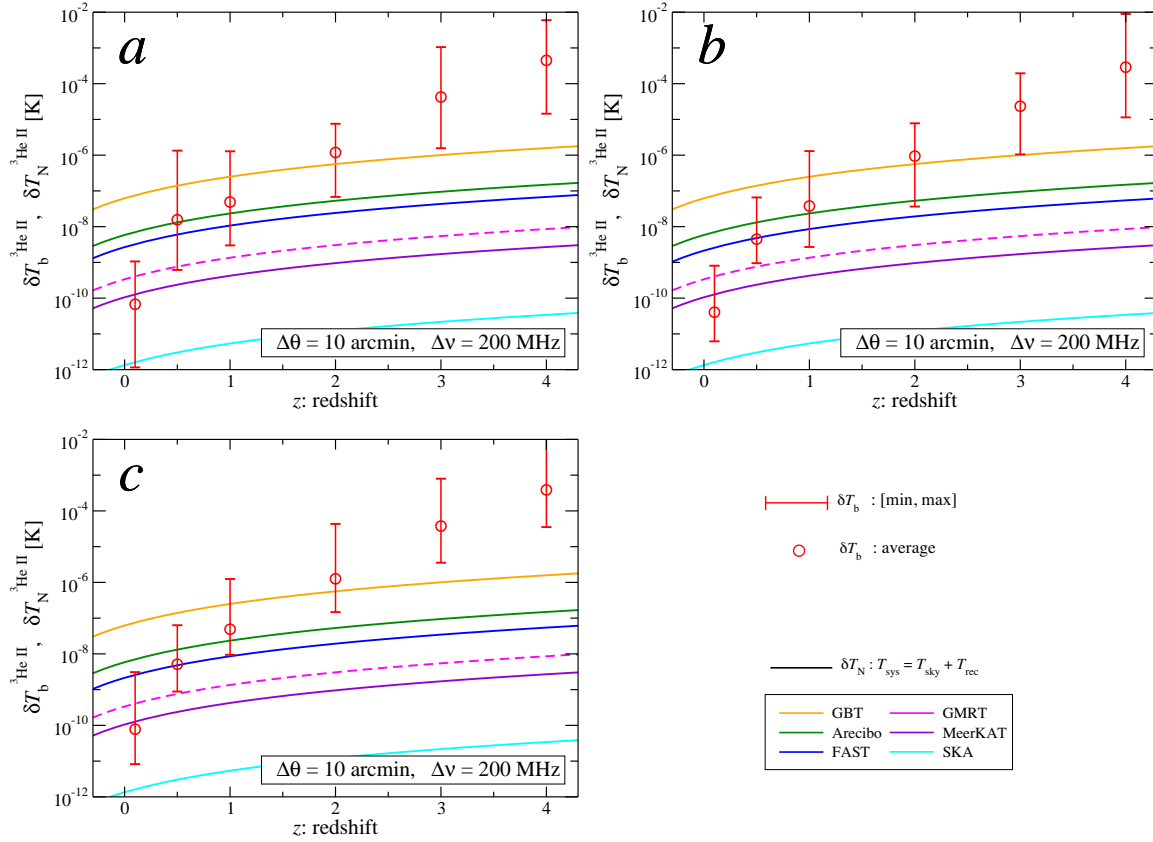 a
10⁻²
10⁻⁴
10⁻⁶
10⁻⁸
10⁻¹⁰
10⁻¹²
δT_b ³He II , δT_N ³He II [K]
Δθ = 10 arcmin, Δν = 200 MHz
0 1 2 3 4
z: redshift
b
10⁻²
10⁻⁴
10⁻⁶
10⁻⁸
10⁻¹⁰
10⁻¹²
δT_b ³He II , δT_N ³He II [K]
Δθ = 10 arcmin, Δν = 200 MHz
0 1 2 3 4
z: redshift
c
10⁻²
10⁻⁴
10⁻⁶
10⁻⁸
10⁻¹⁰
10⁻¹²
δT_b ³He II , δT_N ³He II [K]
Δθ = 10 arcmin, Δν = 200 MHz
0 1 2 3 4
z: redshift
δT_b : [min, max]
δT_b : average
δT_N : T_sys = T_sky + T_rec
GBT GMRT
Arecibo MeerKAT
FAST SKA